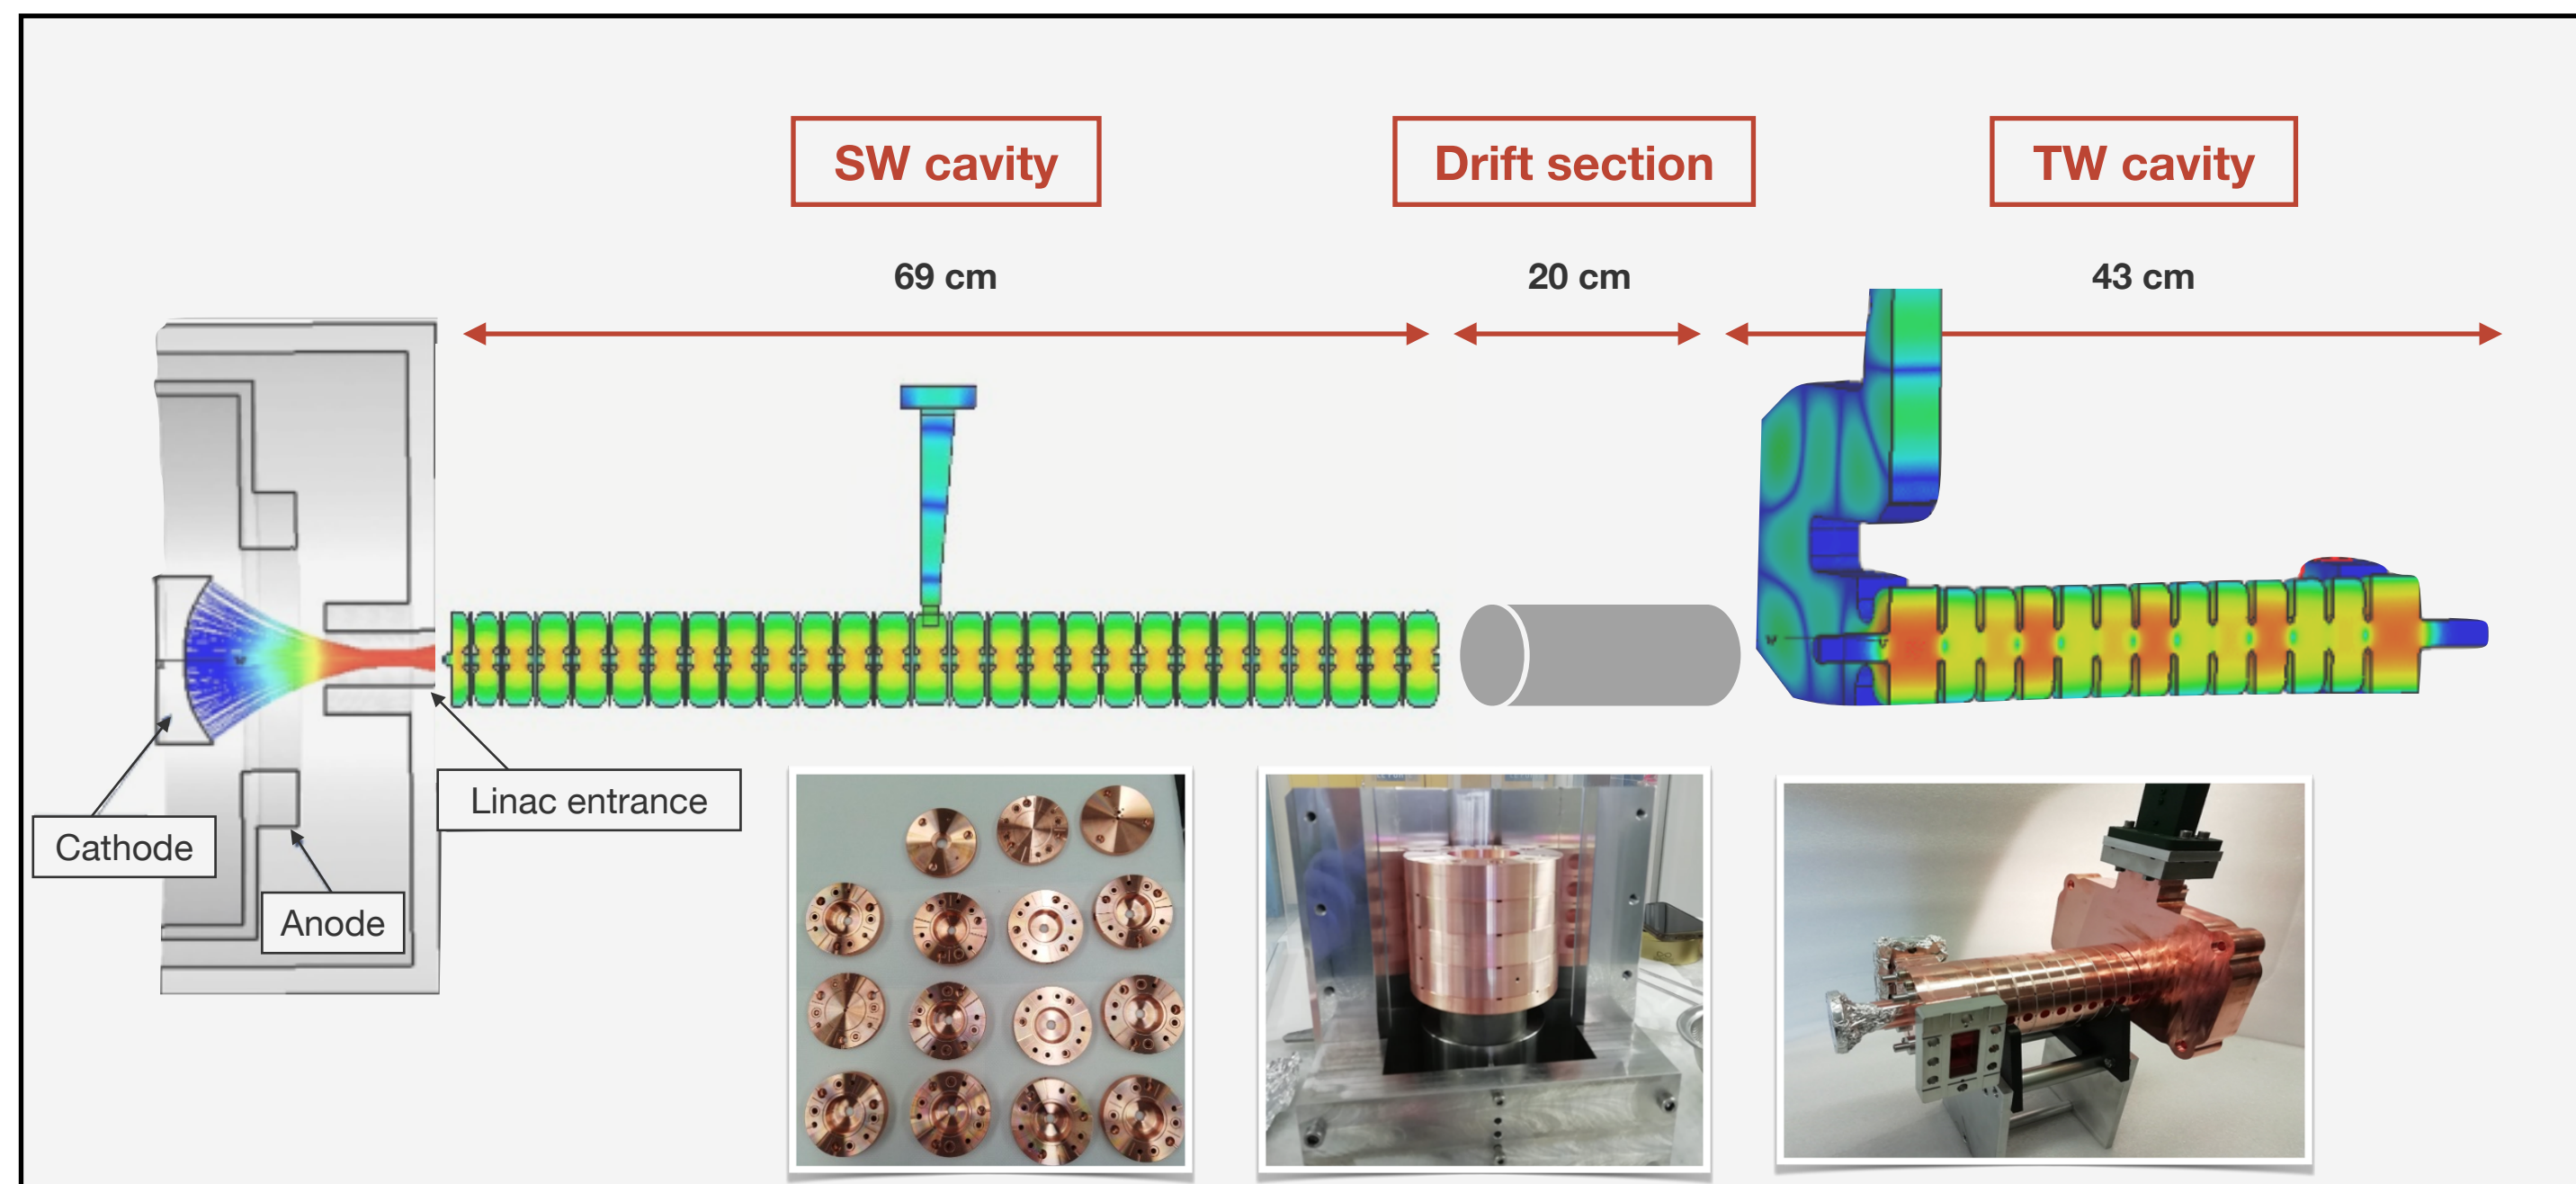 SW cavity
Drift section
TW cavity
69 cm
20 cm
43 cm
Linac entrance
Cathode
Anode